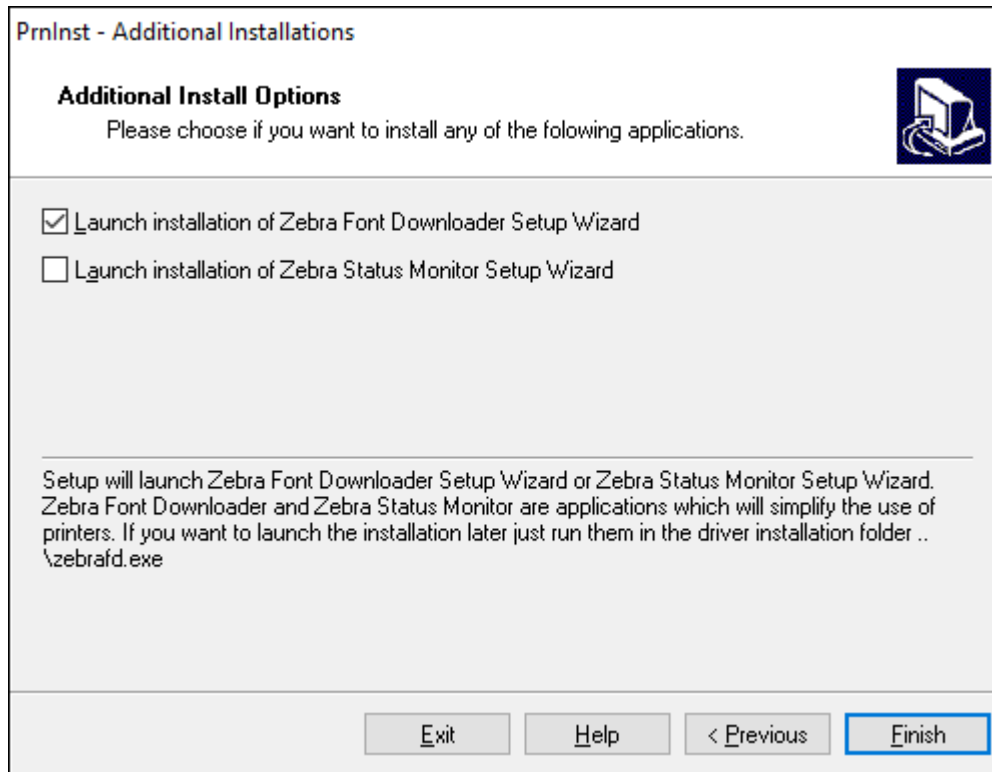 PrnInst - Additional Installations
Additional Install Options
Please choose if you want to install any of the folowing applications.
Launch installation of Zebra Font Downloader Setup Wizard
Launch installation of Zebra Status Monitor Setup Wizard
Setup will launch Zebra Font Downloader Setup Wizard or Zebra Status Monitor Setup Wizard.
Zebra Font Downloader and Zebra Status Monitor are applications which will simplify the use of
printers. If you want to launch the installation later just run them in the driver installation folder ..
\zebrafd.exe
Exit
Help
< Previous
Finish